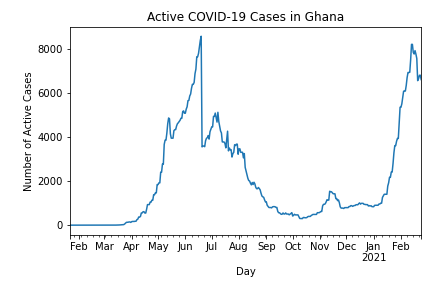 Active COVID-19 Cases in Ghana
Number of Active Cases
8000
6000
4000
2000
0
Feb Mar Apr May Jun Jul Aug Sep Oct Nov Dec Jan Feb
2021
Day